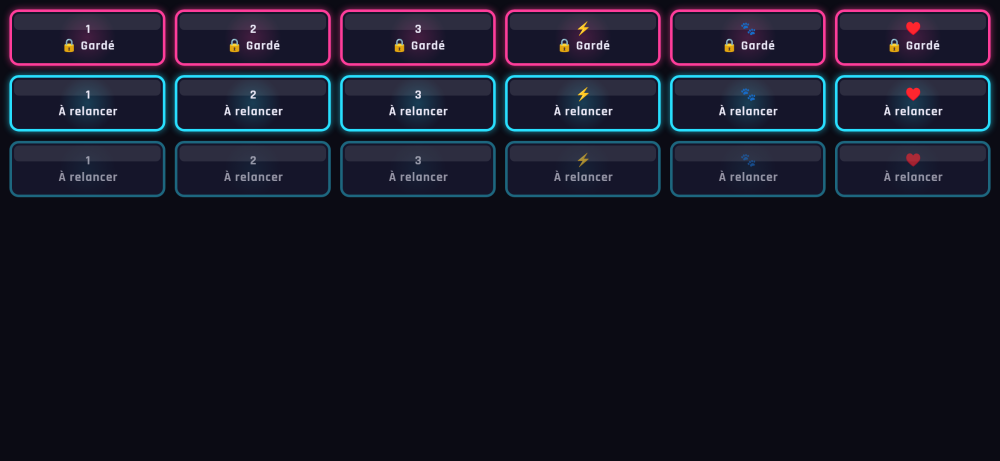 1 2 3 ⚡ 🐾 ❤️
🔒 Gardé 🔒 Gardé 🔒 Gardé 🔒 Gardé 🔒 Gardé 🔒 Gardé
1 2 3 ⚡ 🐾 ❤️
À relancer À relancer À relancer À relancer À relancer À relancer
1 2 3 ⚡ 🐾 ❤️
À relancer À relancer À relancer À relancer À relancer À relancer